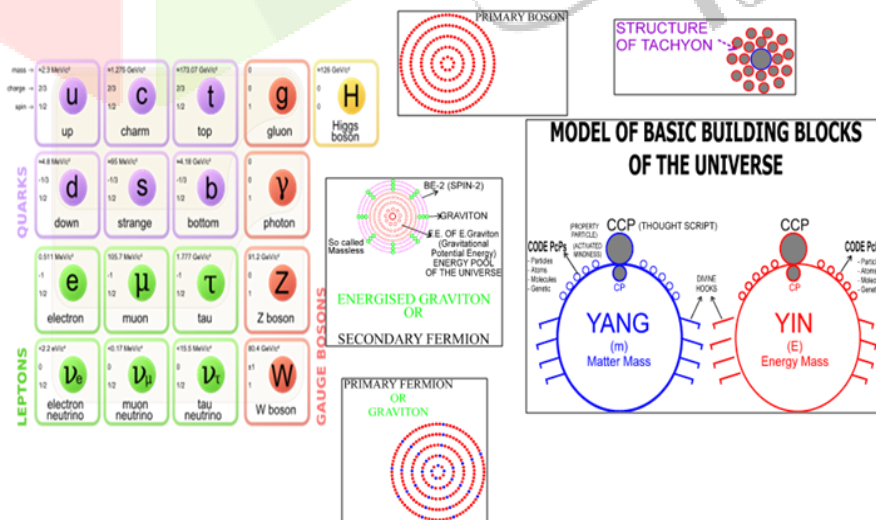 mass →
charge →
spin →
≈2.3 MeV/c²
2/3
1/2
u
up
≈1.275 GeV/c²
2/3
1/2
c
charm
≈173.07 GeV/c²
2/3
1/2
t
top
0
0
1
g
gluon
≈126 GeV/c²
0
0
H
Higgs
boson
QUARKS
≈4.8 MeV/c²
-1/3
1/2
d
down
≈95 MeV/c²
-1/3
1/2
s
strange
≈4.18 GeV/c²
-1/3
1/2
b
bottom
0
0
1
γ
photon
0.511 MeV/c²
-1
1/2
e
electron
105.7 MeV/c²
-1
1/2
μ
muon
1.777 GeV/c²
-1
1/2
τ
tau
91.2 GeV/c²
0
1
Z
Z boson
LEPTONS
<2.2 eV/c²
0
1/2
νe
electron
neutrino
<0.17 MeV/c²
0
1/2
νμ
muon
neutrino
<15.5 MeV/c²
0
1/2
ντ
tau
neutrino
80.4 GeV/c²
±1
1
W
W boson
GAUGE BOSONS
PRIMARY BOSON
STRUCTURE
OF TACHYON
BE-2 (SPIN-2)
GRAVITON
So called
Massless
F.E. OF E.Graviton
(Gravitational
Potential Energy)
ENERGY POOL
OF THE UNIVERSE
ENERGISED GRAVITON
OR
SECONDARY FERMION
PRIMARY FERMION
OR
GRAVITON
MODEL OF BASIC BUILDING BLOCKS
OF THE UNIVERSE
(PROPERTY
PARTICLE)
CCP (THOUGHT SCRIPT)
CCP
CODE PcPs
(ACTIVATED
MINDNESS)
- Particles
- Atoms
- Molecules
- Genetic
CP
DIVINE
HOOKS
CP
YANG
(m)
Matter Mass
YIN
(E)
Energy Mass